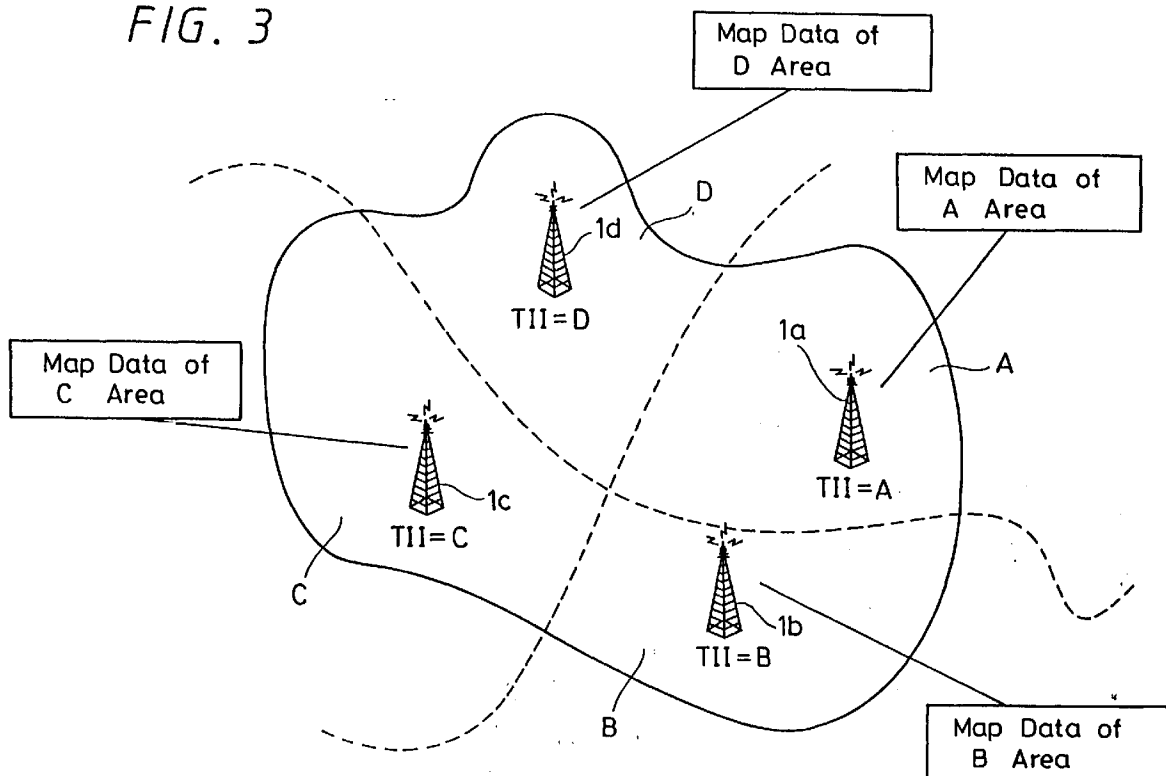 FIG. 3
Map Data of
D Area
Map Data of
A Area
D
1d
TII=D
1a
A
Map Data of
C Area
TII=A
1c
TII=C
C
1b
TII=B
B
Map Data of
B Area